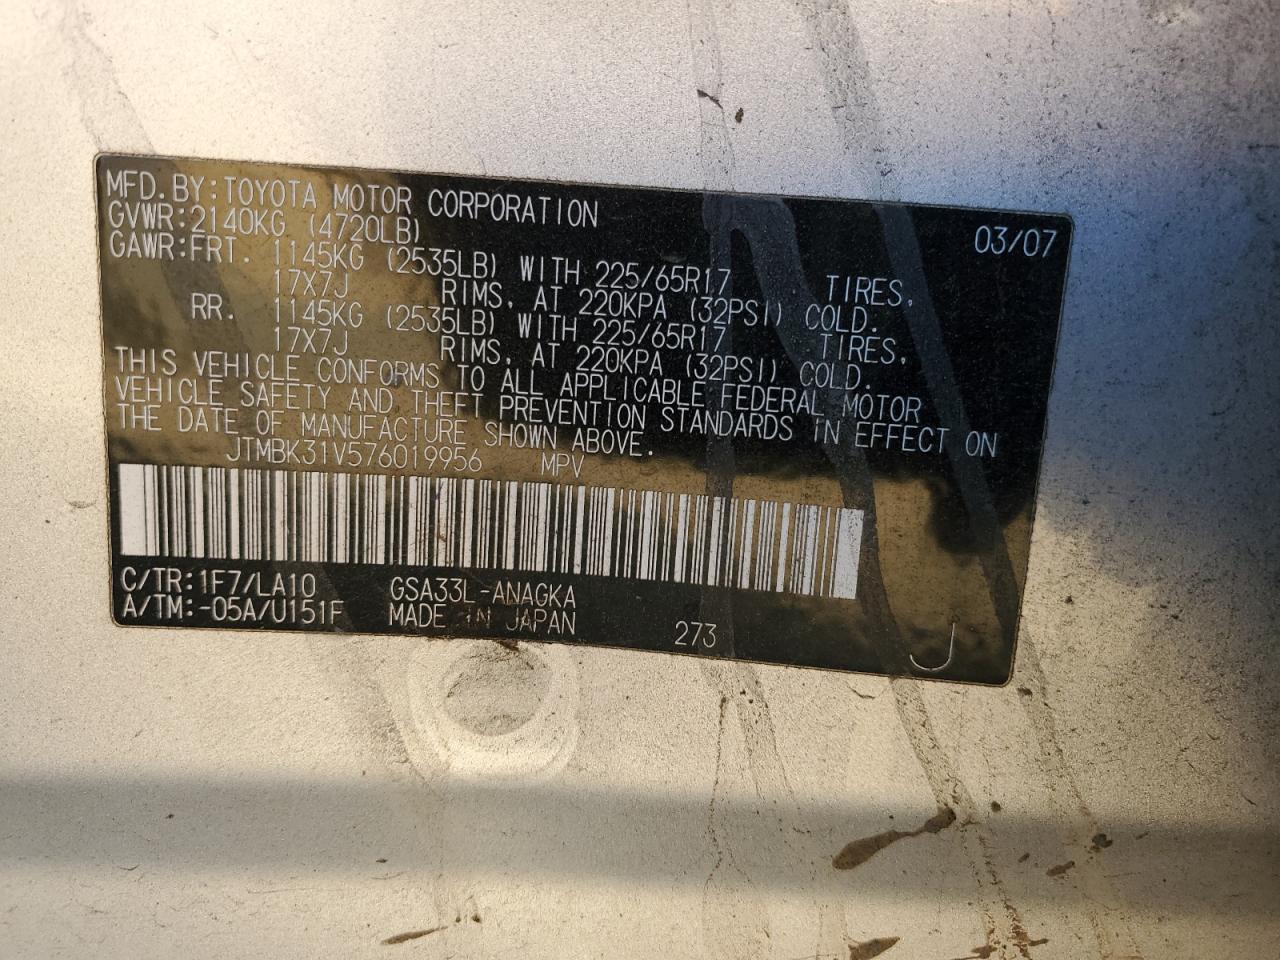 MFD.BY:TOYOTA MOTOR CORPORATION 03/07
GVWR:2140KG (4720LB)
GAWR:FRT. 1145KG (2535LB) WITH 225/65R17 TIRES,
17X7J RIMS, AT 220KPA (32PSI) COLD.
RR. 1145KG (2535LB) WITH 225/65R17 TIRES,
17X7J RIMS, AT 220KPA (32PSI) COLD.
THIS VEHICLE CONFORMS TO ALL APPLICABLE FEDERAL MOTOR
VEHICLE SAFETY AND THEFT PREVENTION STANDARDS IN EFFECT ON
THE DATE OF MANUFACTURE SHOWN ABOVE.
JTMBK31V576019956 MPV
C/TR:1F7/LA10 GSA33L-ANAGKA
A/TM:-05A/U151F MADE IN JAPAN 273 J